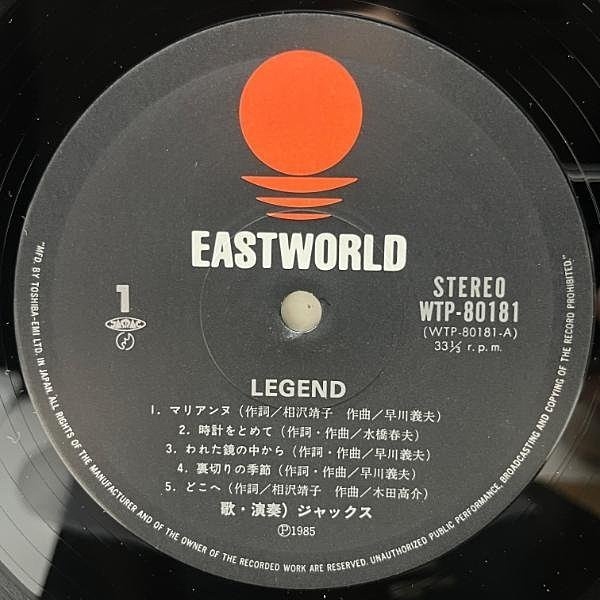 EASTWORLD
1
JASRAC
STEREO
WTP-80181
(WTP-80181-A)
33⅓ r.p.m.
LEGEND
1. マリアンヌ (作詞／相沢靖子 作曲／早川義夫)
2. 時計をとめて (作詞・作曲／水橋春夫)
3. われた鏡の中から (作詞・作曲／早川義夫)
4. 裏切りの季節 (作詞・作曲／早川義夫)
5. どこへ (作詞／相沢靖子 作曲／木田高介)
歌・演奏) ジャックス
Ⓟ1985
"MFD. BY TOSHIBA-EMI LTD. IN JAPAN. ALL RIGHTS OF THE MANUFACTURER AND OF THE OWNER OF THE RECORDED WORK ARE RESERVED. UNAUTHORIZED PUBLIC PERFORMANCE, BROADCASTING AND COPYING OF THE RECORD PROHIBITED."